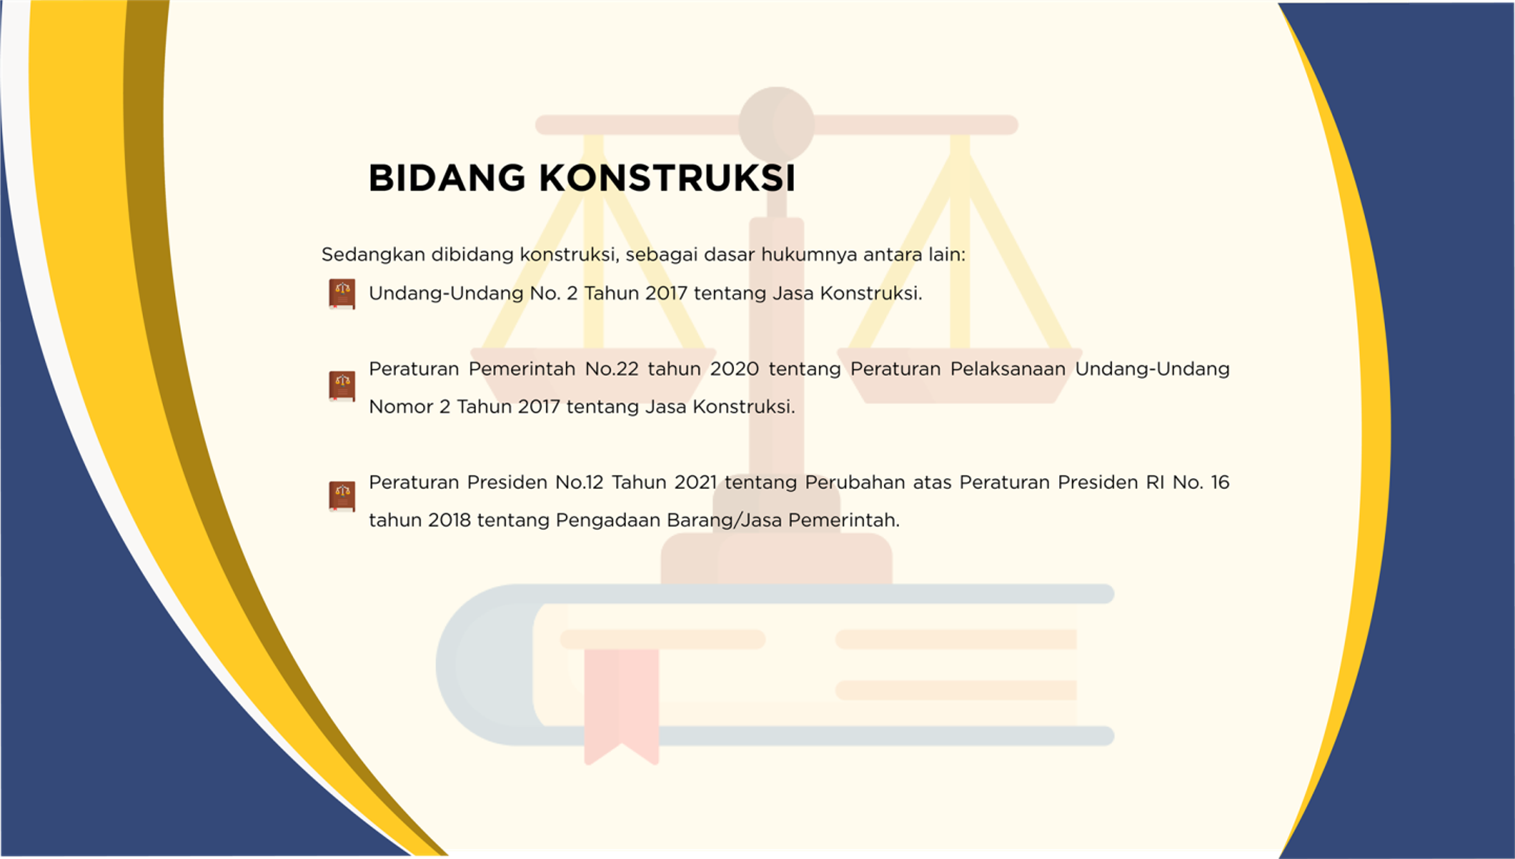 BIDANG KONSTRUKSI
Sedangkan dibidang konstruksi, sebagai dasar hukumnya antara lain:
Undang-Undang No. 2 Tahun 2017 tentang Jasa Konstruksi.
Peraturan Pemerintah No.22 tahun 2020 tentang Peraturan Pelaksanaan Undang-Undang
Nomor 2 Tahun 2017 tentang Jasa Konstruksi.
Peraturan Presiden No.12 Tahun 2021 tentang Perubahan atas Peraturan Presiden RI No. 16
tahun 2018 tentang Pengadaan Barang/Jasa Pemerintah.